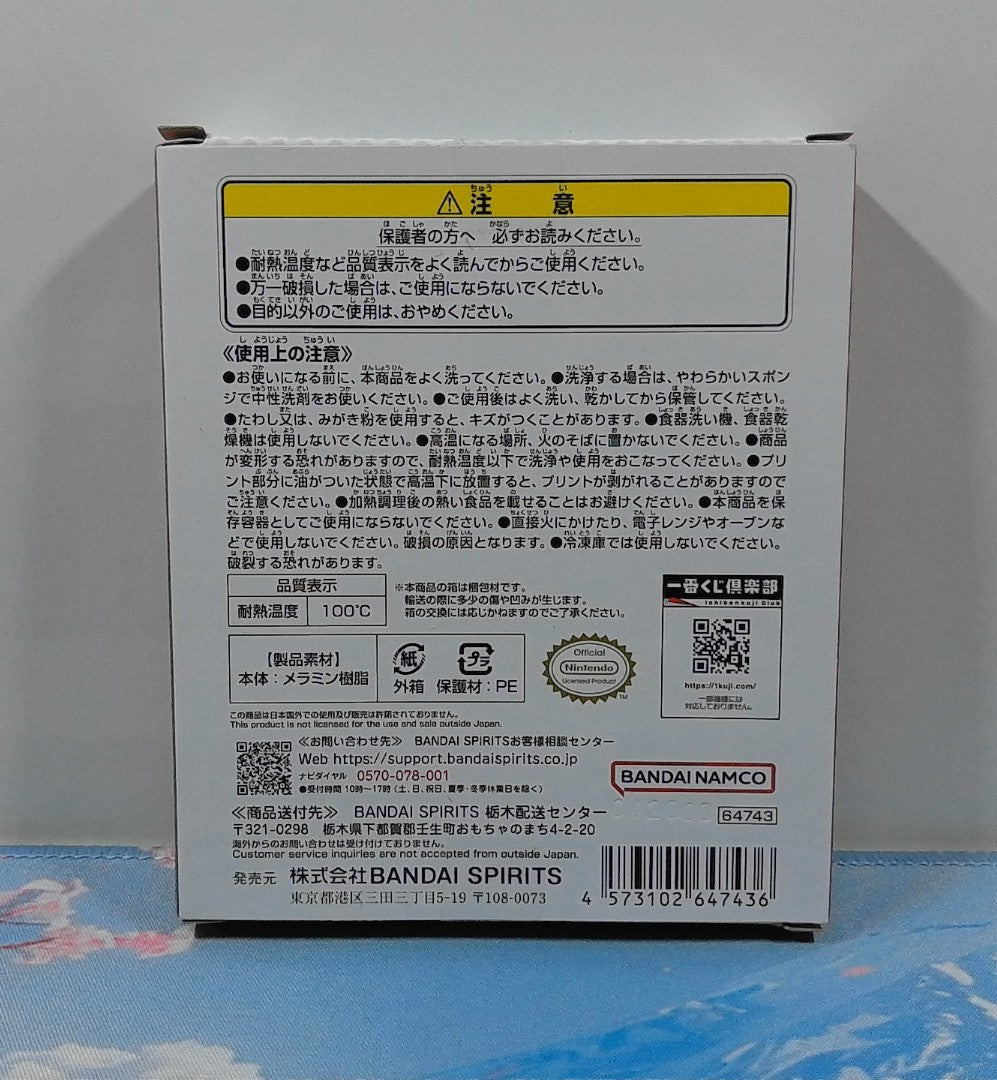 ⚠注意
保護者の方へ 必ずお読みください。
●耐熱温度など品質表示をよく読んでからご使用ください。
●万一破損した場合は、ご使用にならないでください。
●目的以外のご使用は、おやめください。
《使用上の注意》
●お使いになる前に、本商品をよく洗ってください。●洗浄する場合は、やわらかいスポン
ジで中性洗剤をお使いください。●ご使用後はよく洗い、乾かしてから保管してください。
●たわし又は、みがき粉を使用すると、キズがつくことがあります。●食器洗い機、食器乾
燥機は使用しないでください。●高温になる場所、火のそばに置かないでください。●商品
が変形する恐れがありますので、耐熱温度以下で洗浄や使用をおこなってください。●プリ
ント部分に油がついた状態で高温下に放置すると、プリントが剥がれることがありますので
ご注意ください。●加熱調理後の熱い食品を載せることはお避けください。●本商品を保
存容器としてご使用にならないでください。●直接火にかけたり、電子レンジやオーブンな
どで使用しないでください。破損の原因となります。●冷凍庫では使用しないでください。
破裂する恐れがあります。
品質表示
耐熱温度 100℃
※本商品の箱は梱包材です。
輸送の際に多少の傷や凹みが生じます。
箱の交換には応じかねますのでご了承ください。
一番くじ倶楽部
Ichibankuji Club
https://1kuji.com/
一部機種には
対応しておりません。
【製品素材】
本体：メラミン樹脂
紙
外箱
プラ
保護材：PE
Official
Nintendo
Licensed Product
TM
この商品は日本国外での使用及び販売は許諾されておりません。
This product is not licensed for the use and sale outside Japan.
≪お問い合わせ先≫ BANDAI SPIRITSお客様相談センター
Web https://support.bandaispirits.co.jp
ナビダイヤル 0570-078-001
●受付時間 10時〜17時（土、日、祝日、夏季・冬季休業日を除く）
BANDAI NAMCO
64743
≪商品送付先≫ BANDAI SPIRITS 栃木配送センター
〒321-0298 栃木県下都賀郡壬生町おもちゃのまち4-2-20
海外からのお問い合わせは受け付けておりません。
Customer service inquiries are not accepted from outside Japan.
発売元 株式会社BANDAI SPIRITS
東京都港区三田三丁目5-19 〒108-0073
4 573102 647436